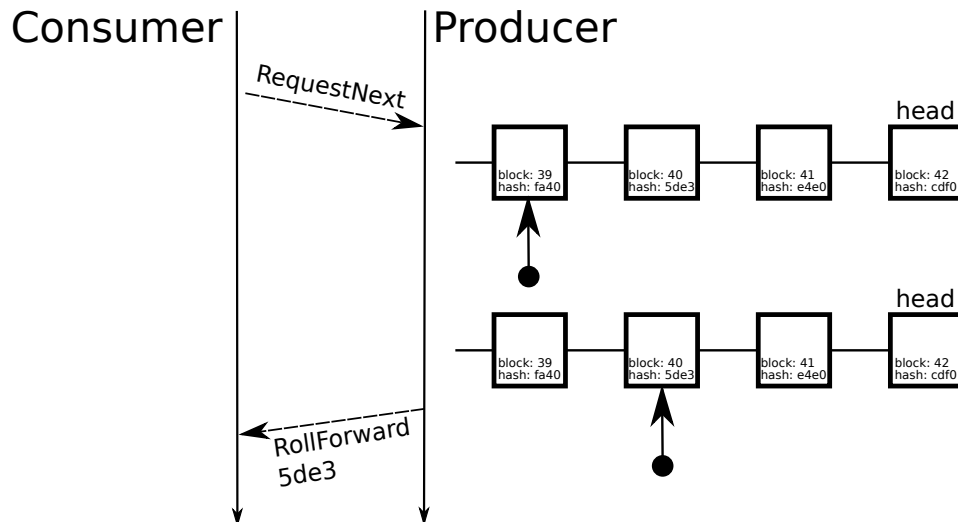 Consumer
Producer
RequestNext
head
block: 39
hash: fa40
block: 40
hash: 5de3
block: 41
hash: e4e0
block: 42
hash: cdf0
head
block: 39
hash: fa40
block: 40
hash: 5de3
block: 41
hash: e4e0
block: 42
hash: cdf0
RollForward
5de3